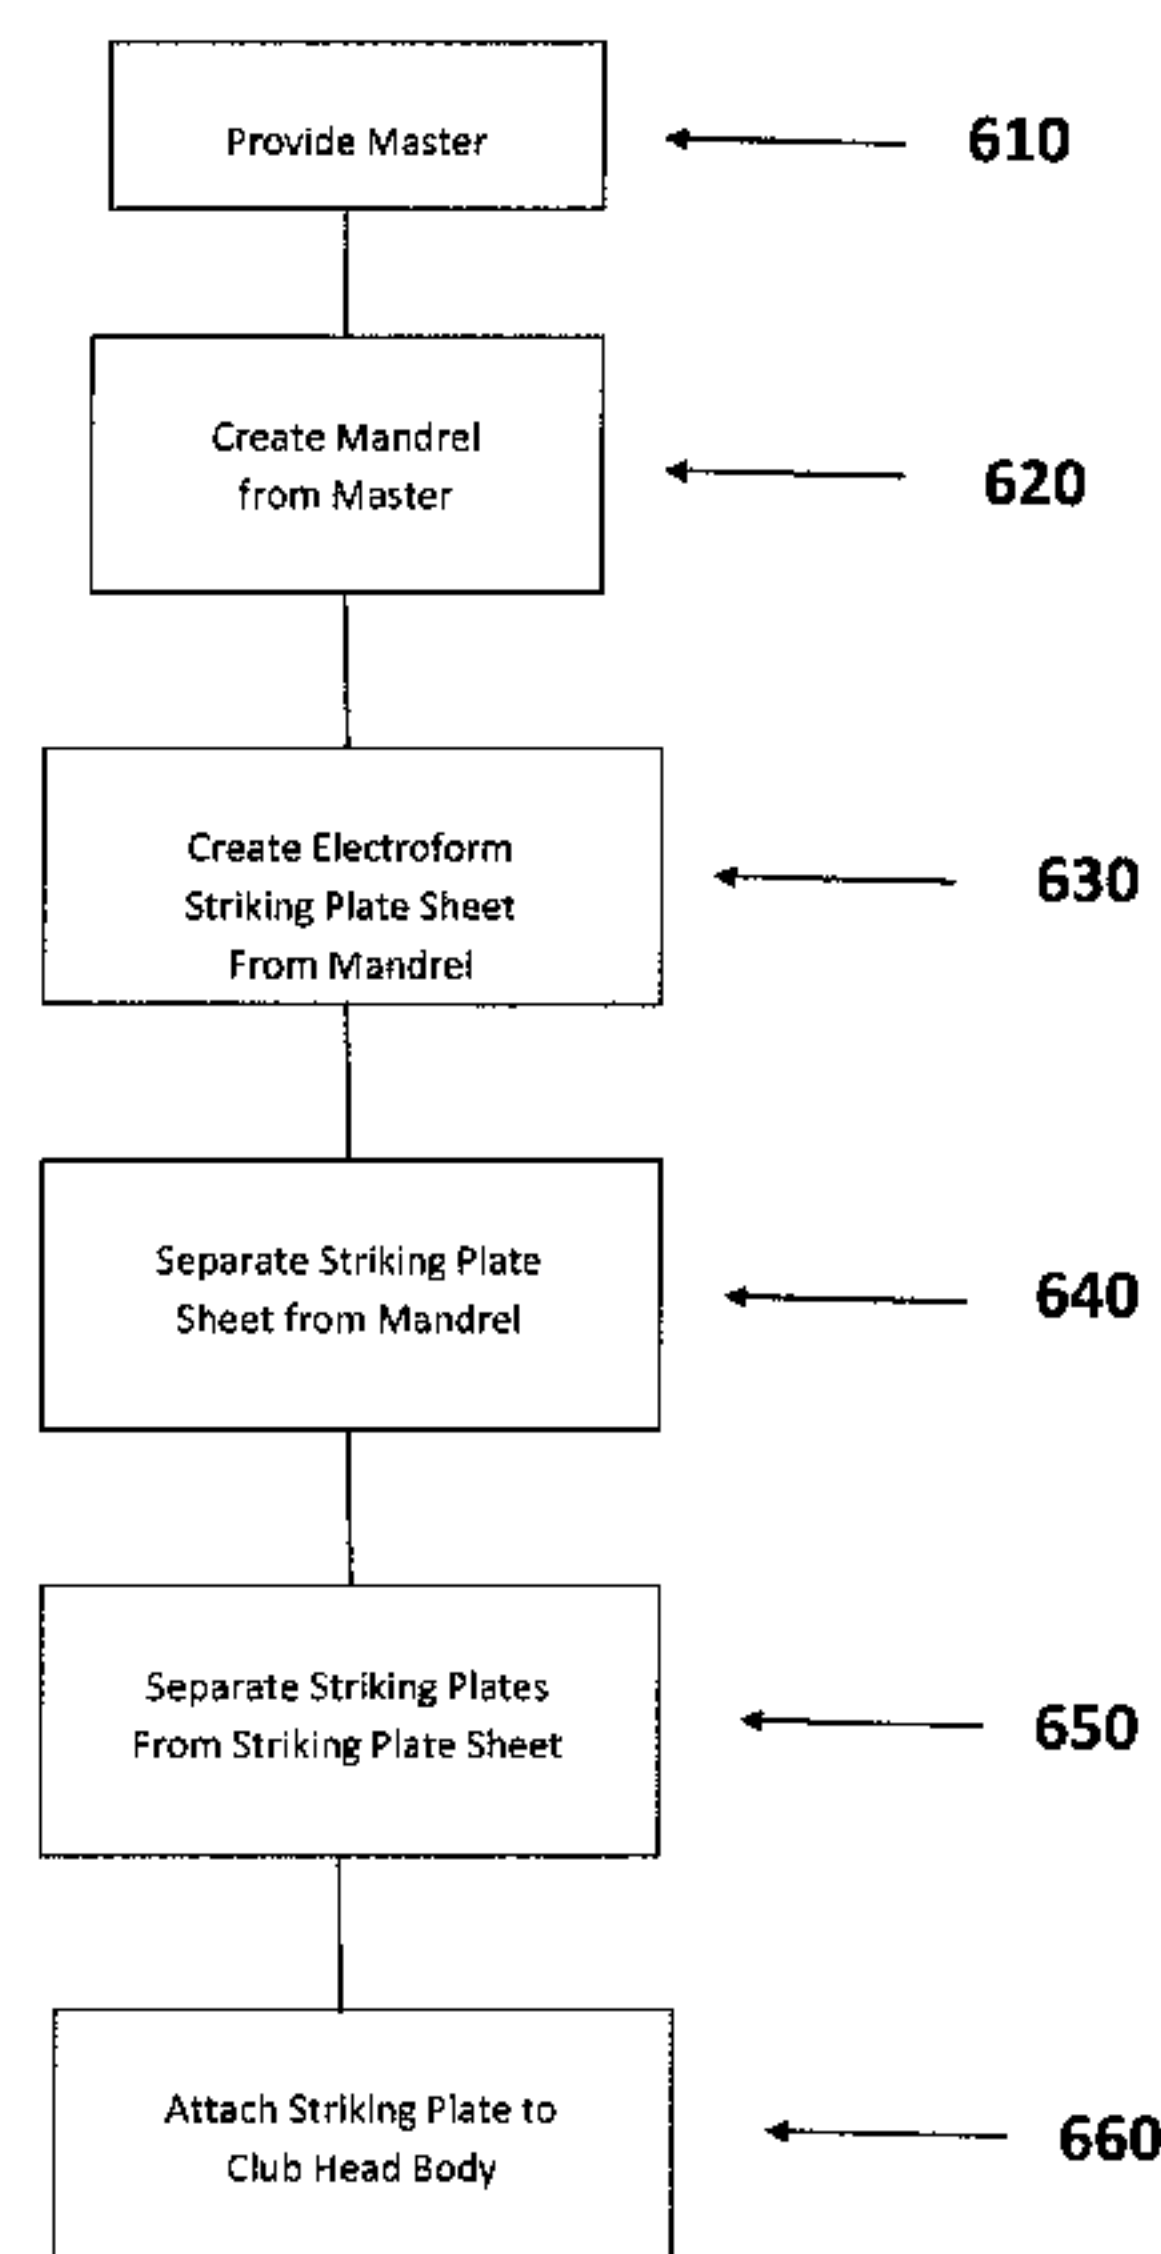 Provide Master
610
Create Mandrel
from Master
620
Create Electroform
Striking Plate Sheet
From Mandrel
630
Separate Striking Plate
Sheet from Mandrel
640
Separate Striking Plates
From Striking Plate Sheet
650
Attach Striking Plate to
Club Head Body
660